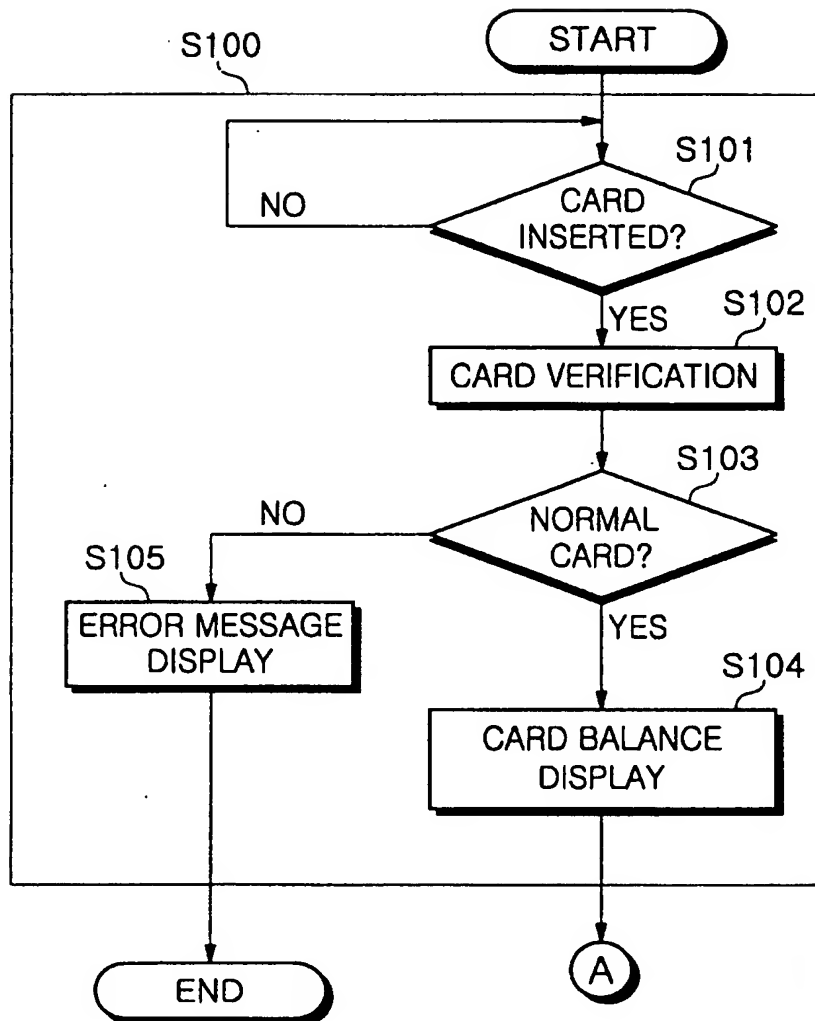 START
S100
S101
CARD
INSERTED?
NO
YES
S102
CARD VERIFICATION
S103
NORMAL
CARD?
NO
S105
ERROR MESSAGE
DISPLAY
YES
S104
CARD BALANCE
DISPLAY
END
A